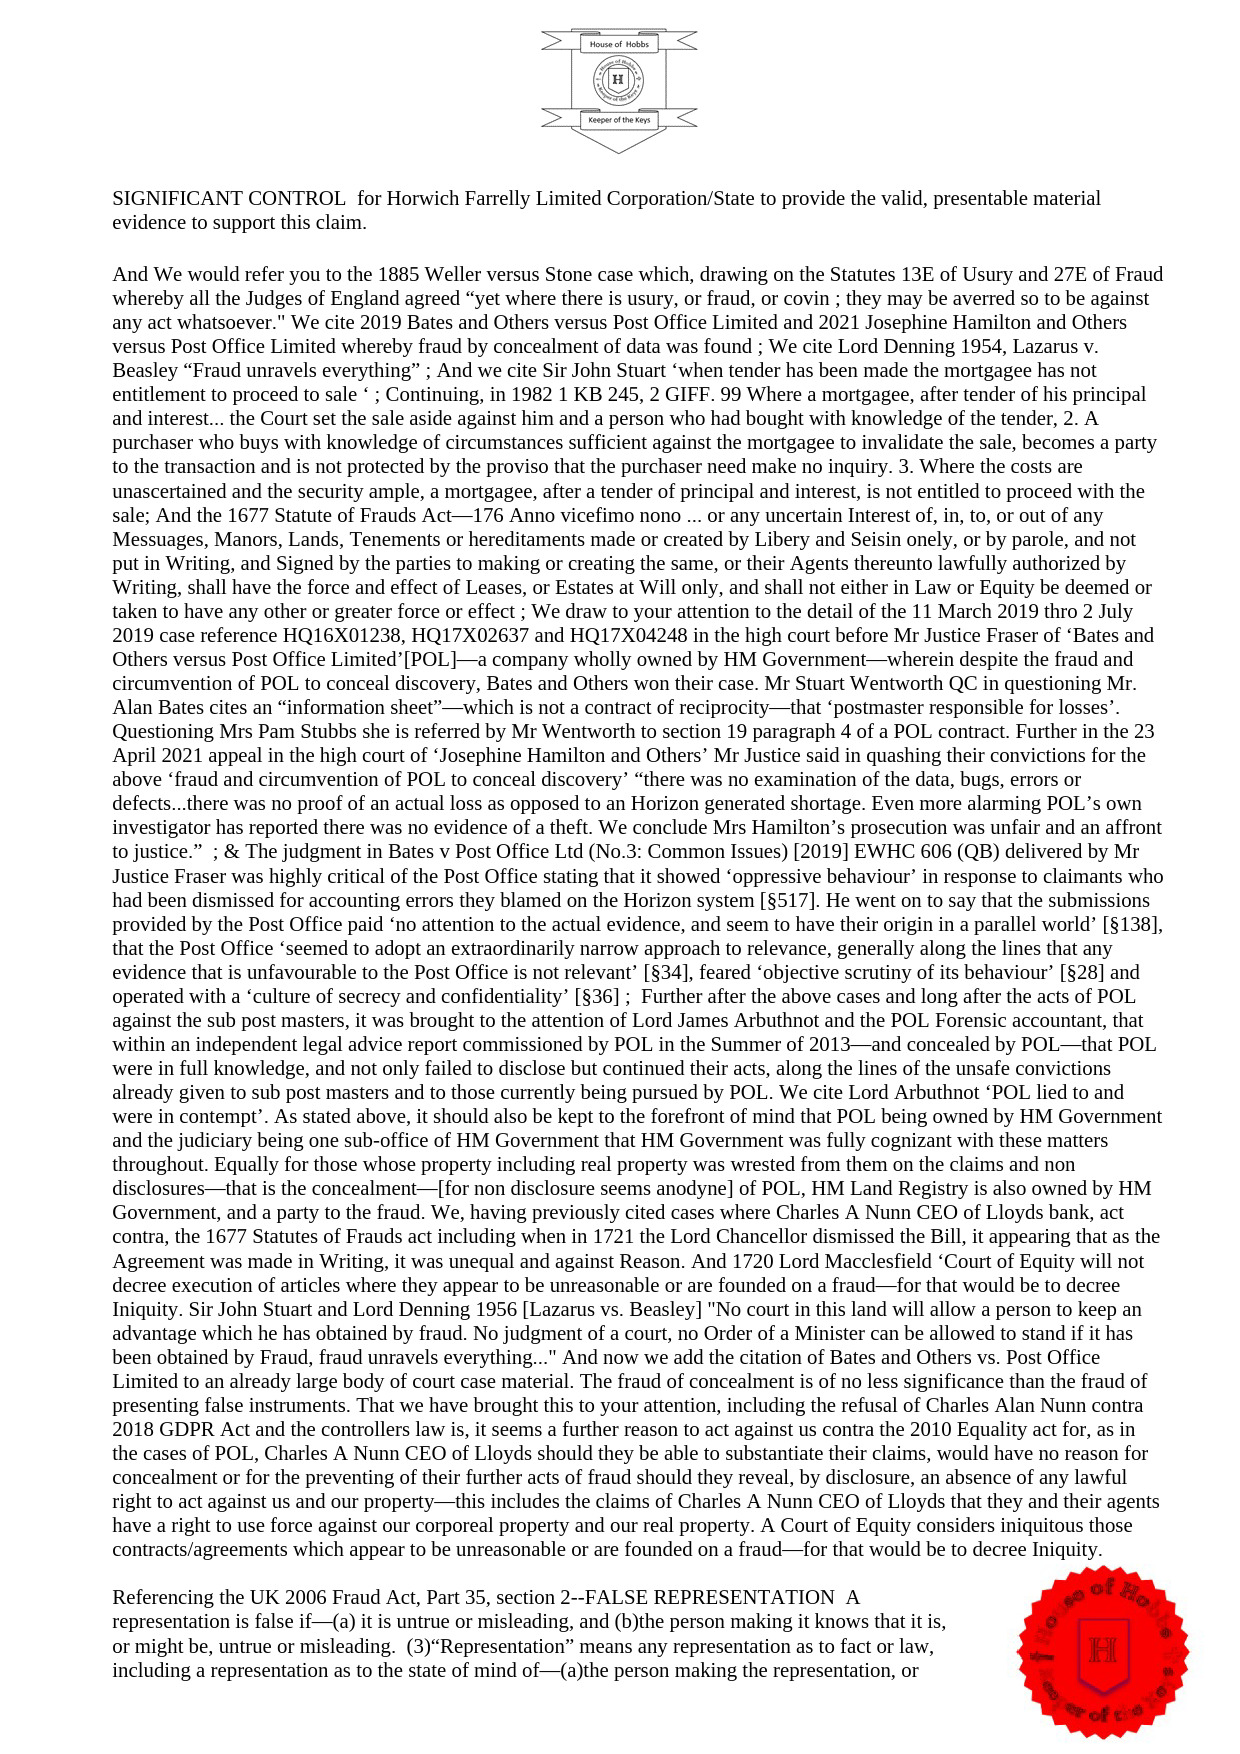 House of Hobbs
House of Hobbs
H
Keeper of the Keys
Keeper of the Keys
SIGNIFICANT CONTROL  for Horwich Farrelly Limited Corporation/State to provide the valid, presentable material
evidence to support this claim.
And We would refer you to the 1885 Weller versus Stone case which, drawing on the Statutes 13E of Usury and 27E of Fraud
whereby all the Judges of England agreed “yet where there is usury, or fraud, or covin ; they may be averred so to be against
any act whatsoever." We cite 2019 Bates and Others versus Post Office Limited and 2021 Josephine Hamilton and Others
versus Post Office Limited whereby fraud by concealment of data was found ; We cite Lord Denning 1954, Lazarus v.
Beasley “Fraud unravels everything” ; And we cite Sir John Stuart ‘when tender has been made the mortgagee has not
entitlement to proceed to sale ‘ ; Continuing, in 1982 1 KB 245, 2 GIFF. 99 Where a mortgagee, after tender of his principal
and interest... the Court set the sale aside against him and a person who had bought with knowledge of the tender, 2. A
purchaser who buys with knowledge of circumstances sufficient against the mortgagee to invalidate the sale, becomes a party
to the transaction and is not protected by the proviso that the purchaser need make no inquiry. 3. Where the costs are
unascertained and the security ample, a mortgagee, after a tender of principal and interest, is not entitled to proceed with the
sale; And the 1677 Statute of Frauds Act—176 Anno vicefimo nono ... or any uncertain Interest of, in, to, or out of any
Messuages, Manors, Lands, Tenements or hereditaments made or created by Libery and Seisin onely, or by parole, and not
put in Writing, and Signed by the parties to making or creating the same, or their Agents thereunto lawfully authorized by
Writing, shall have the force and effect of Leases, or Estates at Will only, and shall not either in Law or Equity be deemed or
taken to have any other or greater force or effect ; We draw to your attention to the detail of the 11 March 2019 thro 2 July
2019 case reference HQ16X01238, HQ17X02637 and HQ17X04248 in the high court before Mr Justice Fraser of ‘Bates and
Others versus Post Office Limited’[POL]—a company wholly owned by HM Government—wherein despite the fraud and
circumvention of POL to conceal discovery, Bates and Others won their case. Mr Stuart Wentworth QC in questioning Mr.
Alan Bates cites an “information sheet”—which is not a contract of reciprocity—that ‘postmaster responsible for losses’.
Questioning Mrs Pam Stubbs she is referred by Mr Wentworth to section 19 paragraph 4 of a POL contract. Further in the 23
April 2021 appeal in the high court of ‘Josephine Hamilton and Others’ Mr Justice said in quashing their convictions for the
above ‘fraud and circumvention of POL to conceal discovery’ “there was no examination of the data, bugs, errors or
defects...there was no proof of an actual loss as opposed to an Horizon generated shortage. Even more alarming POL’s own
investigator has reported there was no evidence of a theft. We conclude Mrs Hamilton’s prosecution was unfair and an affront
to justice.”  ; & The judgment in Bates v Post Office Ltd (No.3: Common Issues) [2019] EWHC 606 (QB) delivered by Mr
Justice Fraser was highly critical of the Post Office stating that it showed ‘oppressive behaviour’ in response to claimants who
had been dismissed for accounting errors they blamed on the Horizon system [§517]. He went on to say that the submissions
provided by the Post Office paid ‘no attention to the actual evidence, and seem to have their origin in a parallel world’ [§138],
that the Post Office ‘seemed to adopt an extraordinarily narrow approach to relevance, generally along the lines that any
evidence that is unfavourable to the Post Office is not relevant’ [§34], feared ‘objective scrutiny of its behaviour’ [§28] and
operated with a ‘culture of secrecy and confidentiality’ [§36] ;  Further after the above cases and long after the acts of POL
against the sub post masters, it was brought to the attention of Lord James Arbuthnot and the POL Forensic accountant, that
within an independent legal advice report commissioned by POL in the Summer of 2013—and concealed by POL—that POL
were in full knowledge, and not only failed to disclose but continued their acts, along the lines of the unsafe convictions
already given to sub post masters and to those currently being pursued by POL. We cite Lord Arbuthnot ‘POL lied to and
were in contempt’. As stated above, it should also be kept to the forefront of mind that POL being owned by HM Government
and the judiciary being one sub-office of HM Government that HM Government was fully cognizant with these matters
throughout. Equally for those whose property including real property was wrested from them on the claims and non
disclosures—that is the concealment—[for non disclosure seems anodyne] of POL, HM Land Registry is also owned by HM
Government, and a party to the fraud. We, having previously cited cases where Charles A Nunn CEO of Lloyds bank, act
contra, the 1677 Statutes of Frauds act including when in 1721 the Lord Chancellor dismissed the Bill, it appearing that as the
Agreement was made in Writing, it was unequal and against Reason. And 1720 Lord Macclesfield ‘Court of Equity will not
decree execution of articles where they appear to be unreasonable or are founded on a fraud—for that would be to decree
Iniquity. Sir John Stuart and Lord Denning 1956 [Lazarus vs. Beasley] "No court in this land will allow a person to keep an
advantage which he has obtained by fraud. No judgment of a court, no Order of a Minister can be allowed to stand if it has
been obtained by Fraud, fraud unravels everything..." And now we add the citation of Bates and Others vs. Post Office
Limited to an already large body of court case material. The fraud of concealment is of no less significance than the fraud of
presenting false instruments. That we have brought this to your attention, including the refusal of Charles Alan Nunn contra
2018 GDPR Act and the controllers law is, it seems a further reason to act against us contra the 2010 Equality act for, as in
the cases of POL, Charles A Nunn CEO of Lloyds should they be able to substantiate their claims, would have no reason for
concealment or for the preventing of their further acts of fraud should they reveal, by disclosure, an absence of any lawful
right to act against us and our property—this includes the claims of Charles A Nunn CEO of Lloyds that they and their agents
have a right to use force against our corporeal property and our real property. A Court of Equity considers iniquitous those
contracts/agreements which appear to be unreasonable or are founded on a fraud—for that would be to decree Iniquity.
Referencing the UK 2006 Fraud Act, Part 35, section 2--FALSE REPRESENTATION  A
representation is false if—(a) it is untrue or misleading, and (b)the person making it knows that it is,
or might be, untrue or misleading.  (3)“Representation” means any representation as to fact or law,
including a representation as to the state of mind of—(a)the person making the representation, or
House of Hobbs
H